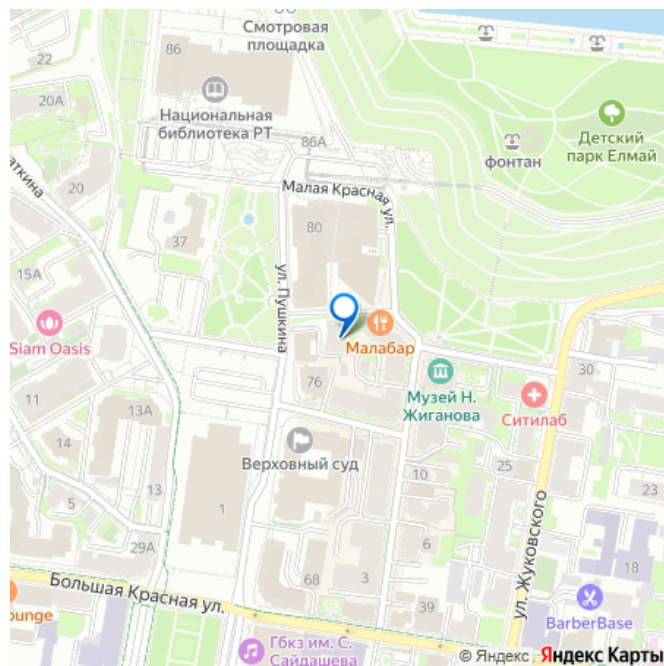 Смотровая
площадка
86
22
20А
Национальная
библиотека РТ
86А
Детский
парк Елмай
фонтан
аткина
20
Малая Красная ул.
80
37
15А
ул. Пушкина
Siam Oasis
Малабар
76
30
Музей Н.
Жиганова
Ситилаб
11
13А
14
Верховный суд
10
25
23
5
13
1
ул. Жуковского
29А
6
18
68
3
39
Большая Красная ул.
ounge
BarberBase
Гбкз им. С.
Сайдашева
© Яндекс Яндекс Карты